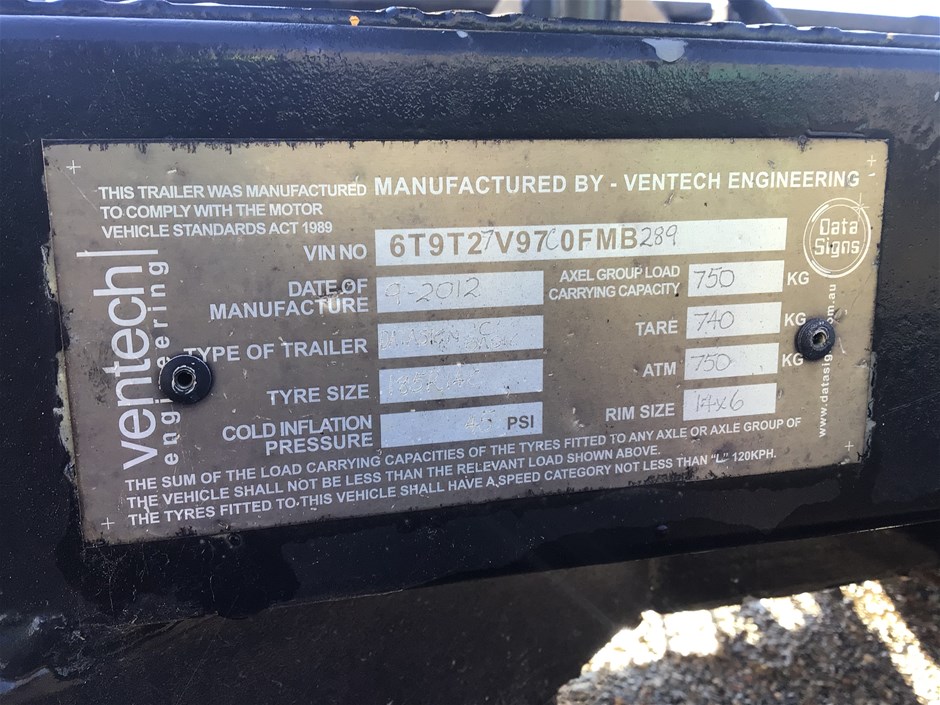 THIS TRAILER WAS MANUFACTURED
TO COMPLY WITH THE MOTOR
VEHICLE STANDARDS ACT 1989
MANUFACTURED BY - VENTECH ENGINEERING
VIN NO 6T9T27V97C0FMB289
Data Signs
ventech
engineering
DATE OF MANUFACTURE 9-2012
AXEL GROUP LOAD CARRYING CAPACITY 750 KG
TYPE OF TRAILER
TARE 740 KG
TYRE SIZE
ATM 750 KG
COLD INFLATION PRESSURE PSI
RIM SIZE 14x6
THE SUM OF THE LOAD CARRYING CAPACITIES OF THE TYRES FITTED TO ANY AXLE OR AXLE GROUP OF
THE VEHICLE SHALL NOT BE LESS THAN THE RELEVANT LOAD SHOWN ABOVE.
THE TYRES FITTED TO THIS VEHICLE SHALL HAVE A SPEED CATEGORY NOT LESS THAN "L" 120KPH.